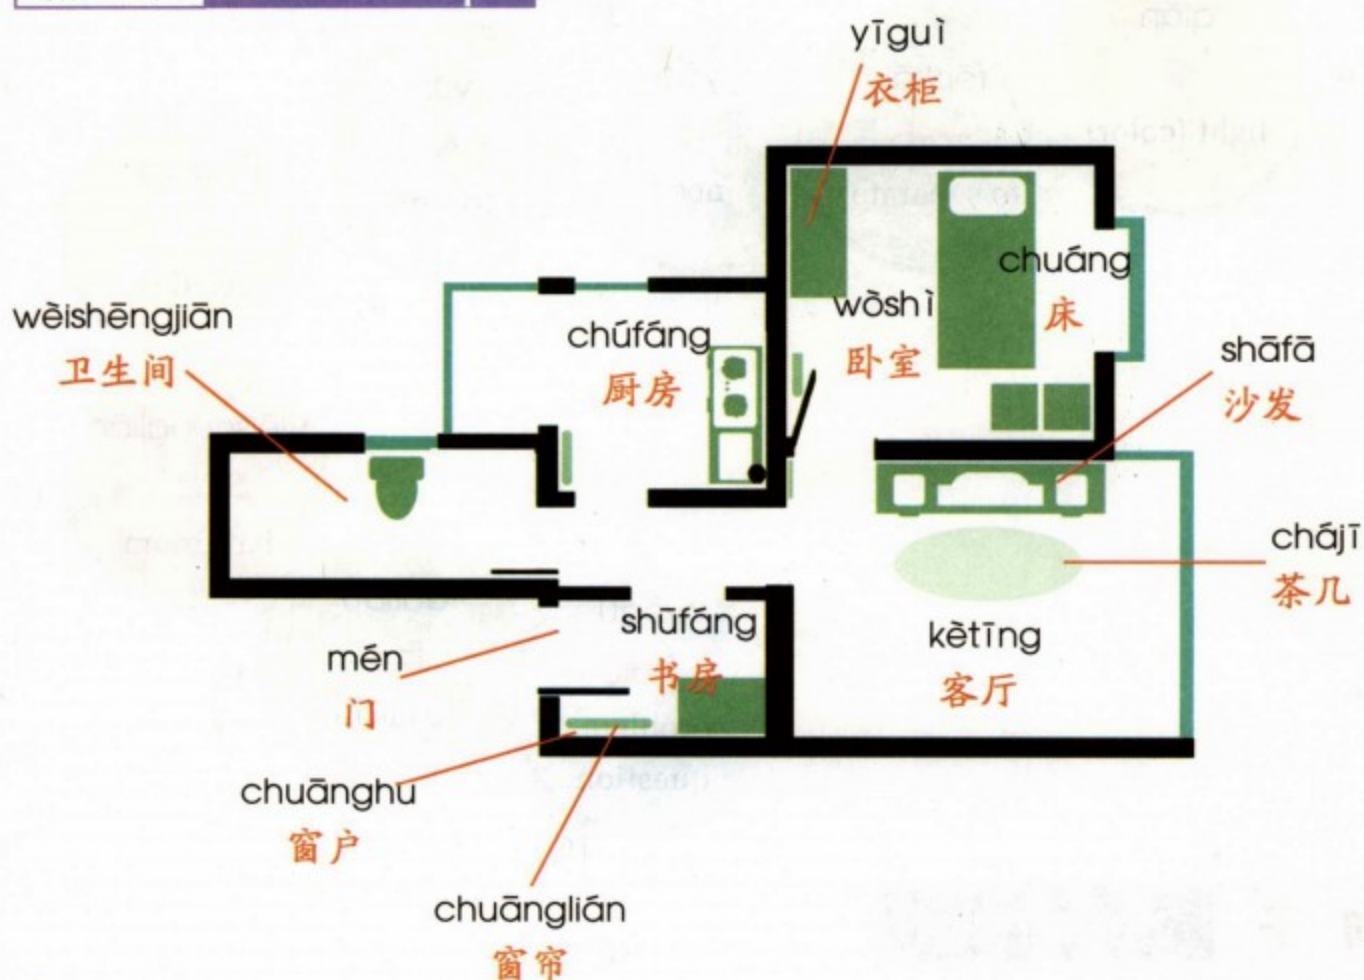 yīguì
衣柜
chuáng
床
wòshì
卧室
wèishēngjiān
卫生间
chúfáng
厨房
shāfā
沙发
chájī
茶几
shūfáng
书房
kètīng
客厅
mén
门
chuānghu
窗户
chuānglián
窗帘